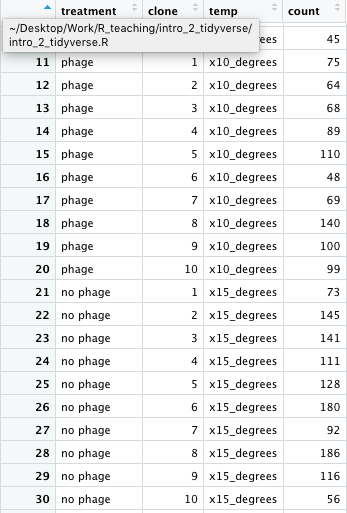 treatment clone temp count
~/Desktop/Work/R_teaching/intro_2_tidyverse/
intro_2_tidyverse.R
rees 45
11 phage 1 x10_degrees 75
12 phage 2 x10_degrees 64
13 phage 3 x10_degrees 68
14 phage 4 x10_degrees 89
15 phage 5 x10_degrees 110
16 phage 6 x10_degrees 48
17 phage 7 x10_degrees 69
18 phage 8 x10_degrees 140
19 phage 9 x10_degrees 100
20 phage 10 x10_degrees 99
21 no phage 1 x15_degrees 73
22 no phage 2 x15_degrees 145
23 no phage 3 x15_degrees 141
24 no phage 4 x15_degrees 111
25 no phage 5 x15_degrees 128
26 no phage 6 x15_degrees 180
27 no phage 7 x15_degrees 92
28 no phage 8 x15_degrees 186
29 no phage 9 x15_degrees 116
30 no phage 10 x15_degrees 56